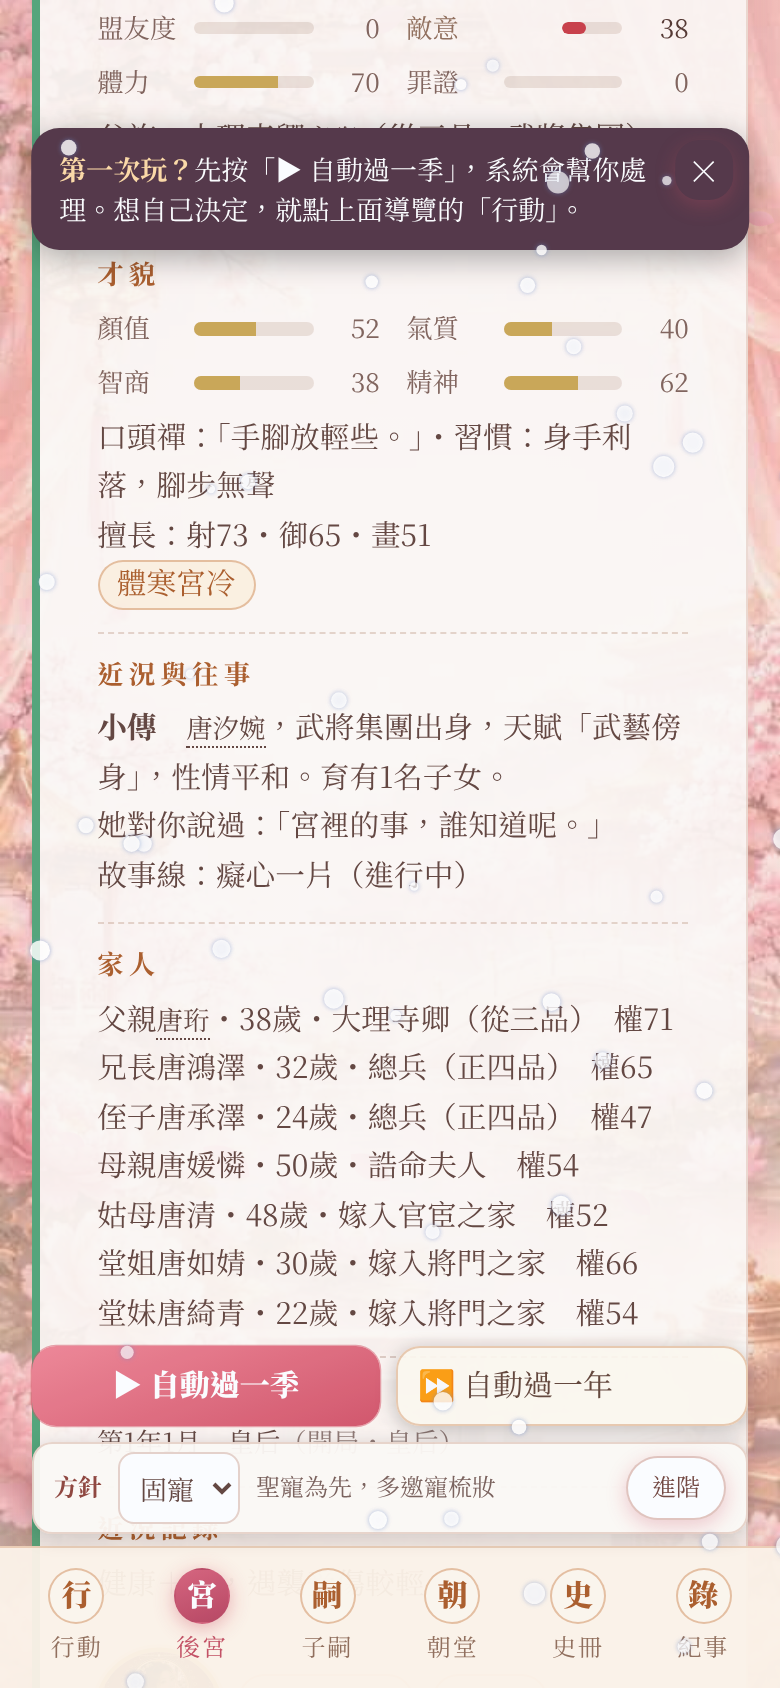 盟友度 0 敵意 38
體力 70 罪證 0
第一次玩？先按「▶ 自動過一季」，系統會幫你處
理。想自己決定，就點上面導覽的「行動」。
才貌
顏值 52 氣質 40
智商 38 精神 62
口頭禪：「手腳放輕些。」・習慣：身手利
落，腳步無聲
擅長：射73・御65・畫51
體寒宮冷
近況與往事
小傳 唐汐婉，武將集團出身，天賦「武藝傍
身」，性情平和。育有1名子女。
她對你說過：「宮裡的事，誰知道呢。」
故事線：癡心一片（進行中）
家人
父親唐珩・38歲・大理寺卿（從三品） 權71
兄長唐鴻澤・32歲・總兵（正四品） 權65
侄子唐承澤・24歲・總兵（正四品） 權47
母親唐媛憐・50歲・誥命夫人 權54
姑母唐清・48歲・嫁入官宦之家 權52
堂姐唐如婧・30歲・嫁入將門之家 權66
堂妹唐綺青・22歲・嫁入將門之家 權54
▶ 自動過一季 ⏩ 自動過一年
第1年1月 皇后（開局・皇后）
方針 固寵 聖寵為先，多邀寵梳妝 進階
近況記錄
行 宮 嗣 朝 史 錄
行動 後宮 子嗣 朝堂 史冊 紀事